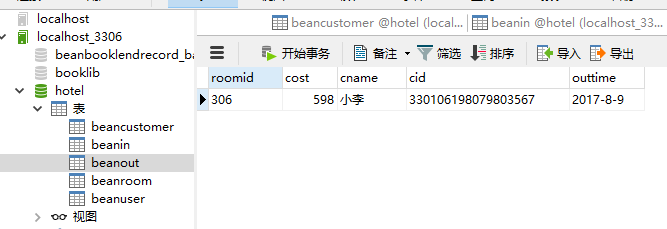 localhost
localhost_3306
beanbooklendrecord_ba
booklib
hotel
表
beancustomer
beanin
beanout
beanroom
beanuser
视图
beancustomer @hotel (local... beanin @hotel (localhost_33...
开始事务 备注 筛选 排序 导入 导出
roomid cost cname cid outtime
306 598 小李 330106198079803567 2017-8-9